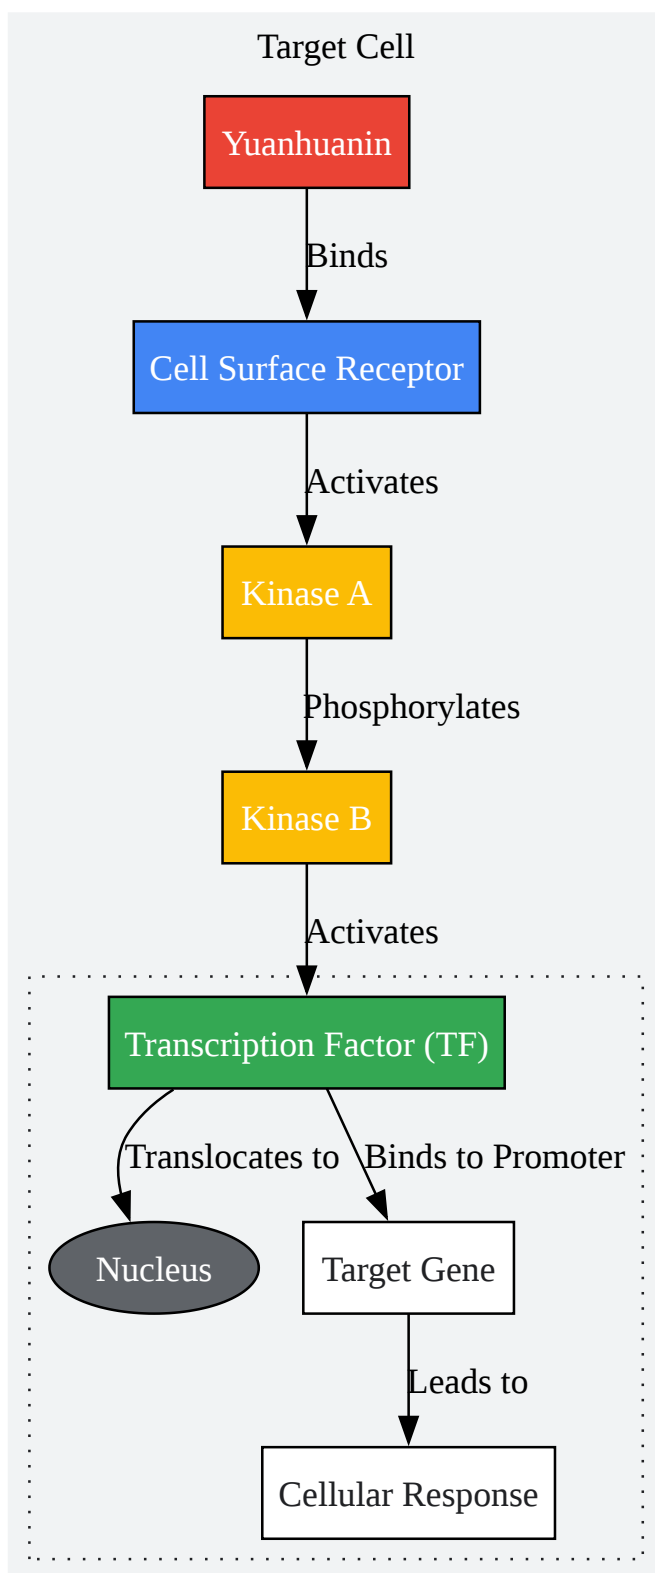 Target Cell
Yuanhuanin
Binds
Cell Surface Receptor
Activates
Kinase A
Phosphorylates
Kinase B
Activates
Transcription Factor (TF)
Translocates to
Binds to Promoter
Nucleus
Target Gene
Leads to
Cellular Response